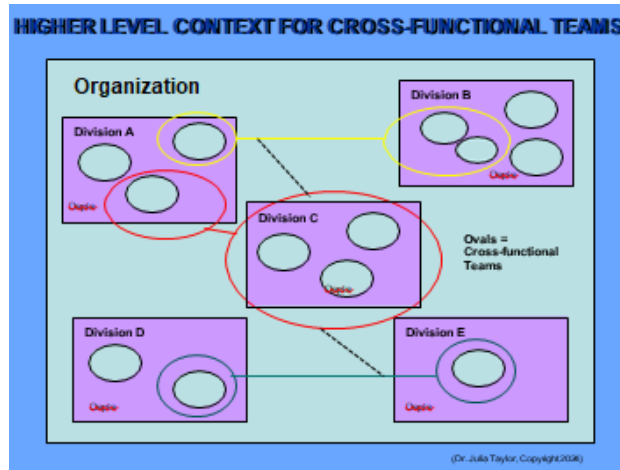 HIGHER LEVEL CONTEXT FOR CROSS-FUNCTIONAL TEAMS
Organization
Division B
Division A
Division C
Ovals =
Cross-functional
Teams
Division D
Division E
(Dr. Julia Taylor, Copyright